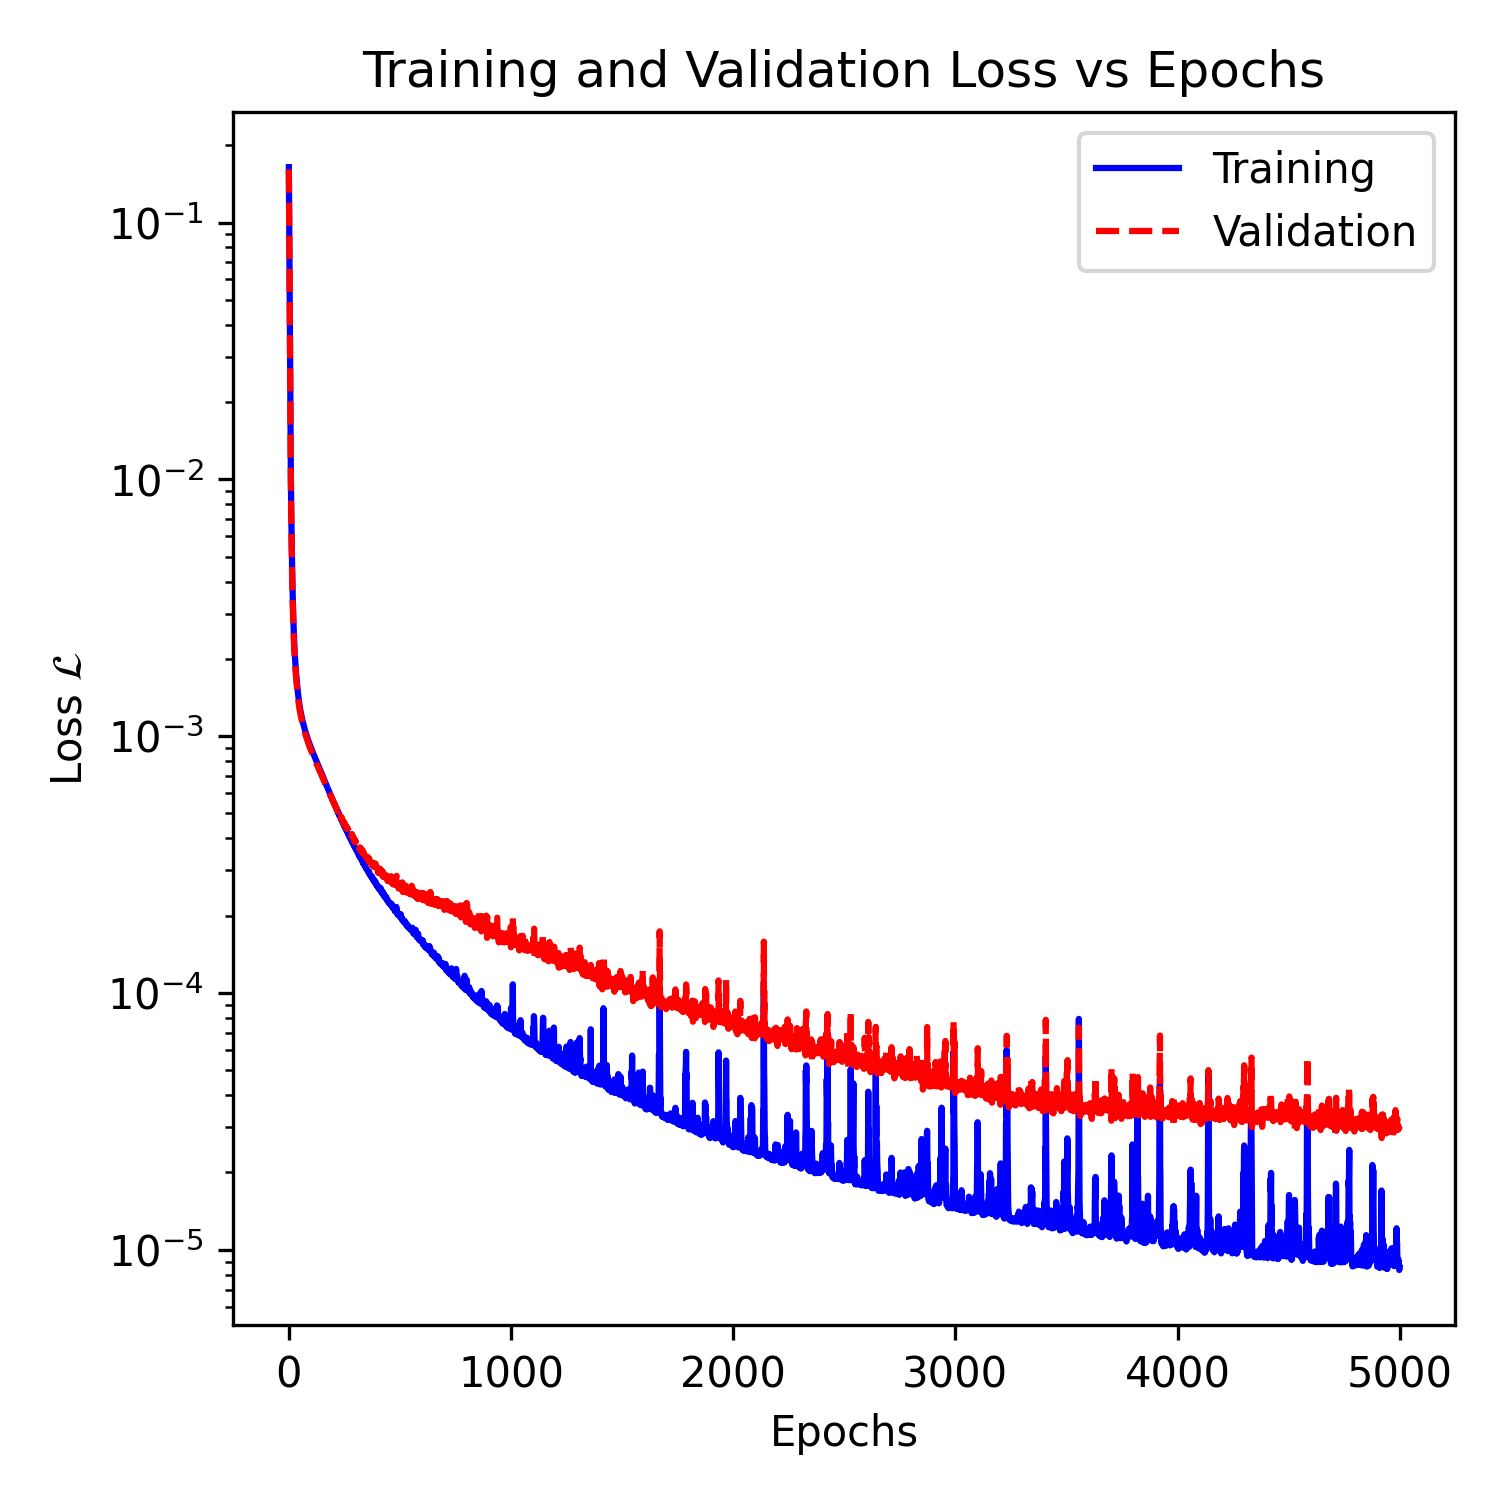 Training and Validation Loss vs Epochs
Training
Validation
10⁻¹
10⁻²
10⁻³
10⁻⁴
10⁻⁵
Loss ℒ
0 1000 2000 3000 4000 5000
Epochs